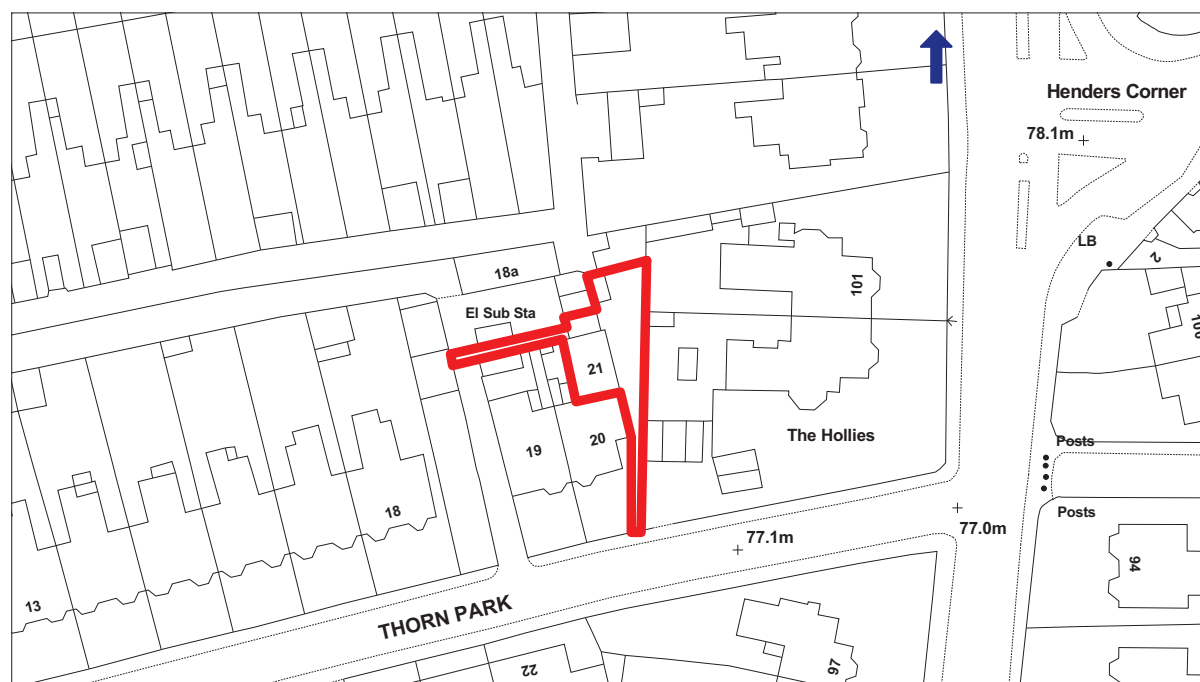 Henders Corner
78.1m
LB
2
18a
101
El Sub Sta
100
21
The Hollies
20
19
Posts
18
Posts
77.0m
77.1m
94
13
THORN PARK
97
22